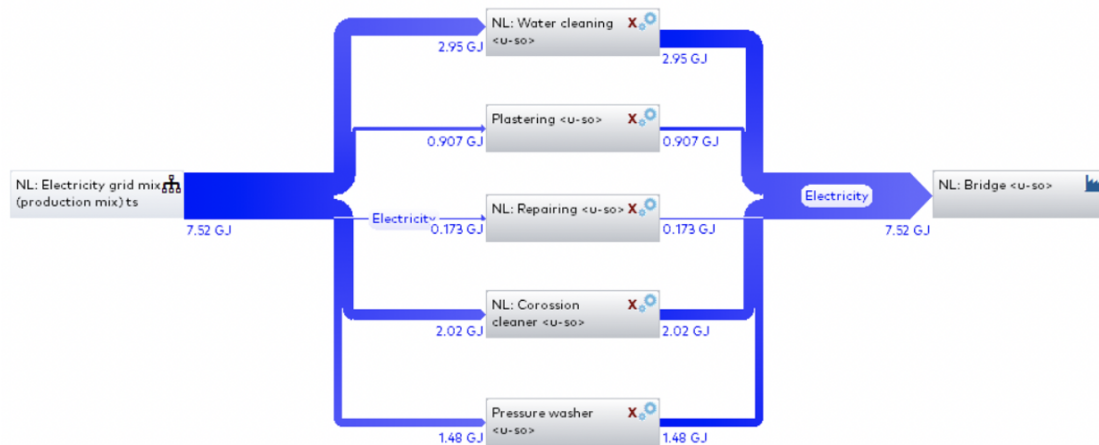 NL: Water cleaning
<u-so>
2.95 GJ
2.95 GJ
Plastering <u-so>
0.907 GJ
0.907 GJ
NL: Electricity grid mix
(production mix) ts
7.52 GJ
Electricity
NL: Repairing <u-so>
0.173 GJ
0.173 GJ
Electricity
7.52 GJ
NL: Bridge <u-so>
NL: Corossion
cleaner <u-so>
2.02 GJ
2.02 GJ
Pressure washer
<u-so>
1.48 GJ
1.48 GJ